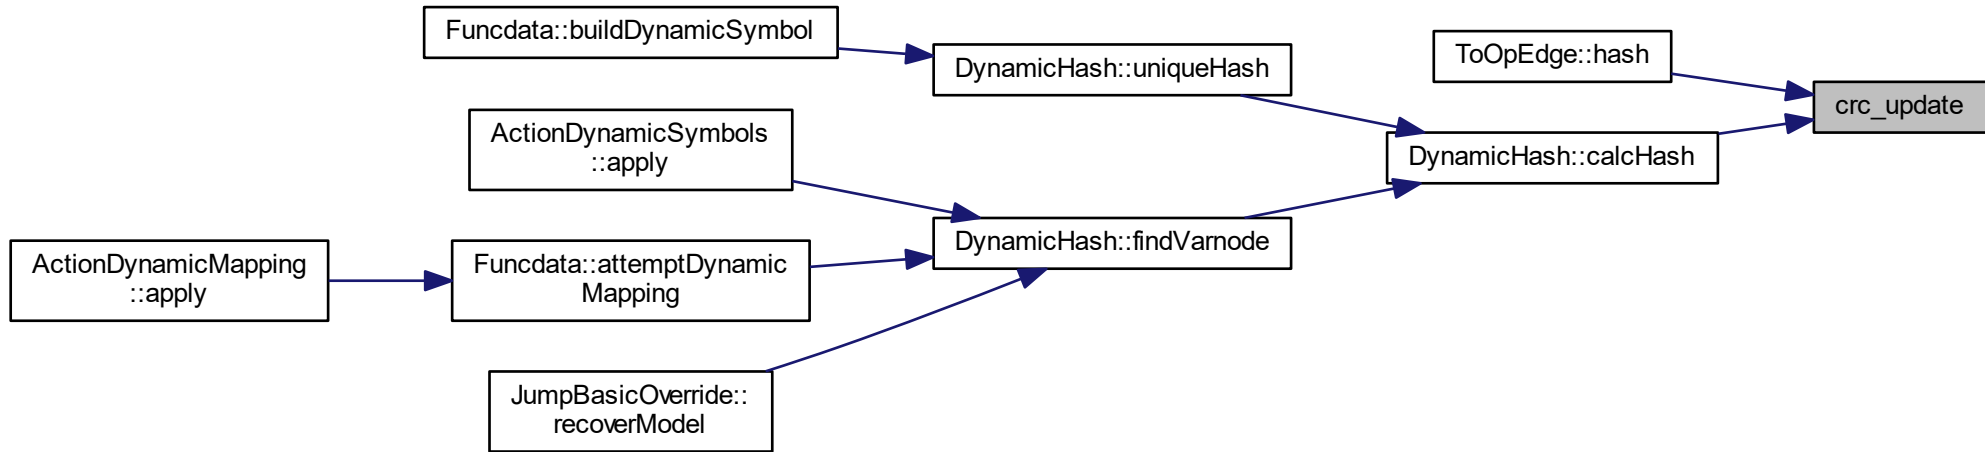 Funcdata::buildDynamicSymbol
DynamicHash::uniqueHash
ToOpEdge::hash
crc_update
ActionDynamicSymbols
::apply
DynamicHash::calcHash
DynamicHash::findVarnode
ActionDynamicMapping
::apply
Funcdata::attemptDynamic
Mapping
JumpBasicOverride::
recoverModel